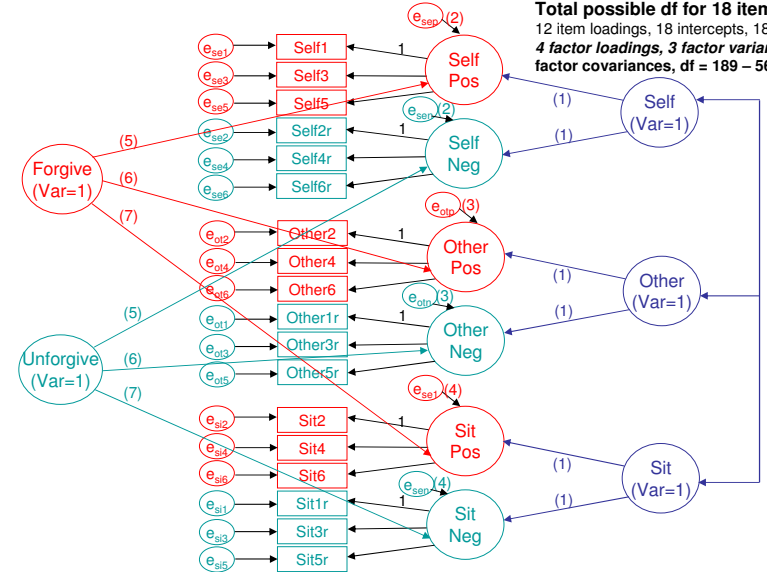 Total possible df for 18 item
12 item loadings, 18 intercepts, 18
4 factor loadings, 3 factor varian
factor covariances, df = 189 – 56
e_sep (2)
e_se1 Self1 1 Self
Pos
e_se3 Self3
e_se5 Self5
e_sen (2)
e_se2 Self2r 1 Self
Neg
e_se4 Self4r
e_se6 Self6r
(1)
(1)
Self
(Var=1)
Forgive
(Var=1)
(5)
(6)
(7)
e_otp (3)
e_ot2 Other2 1 Other
Pos
e_ot4 Other4
e_ot6 Other6
e_otn (3)
e_ot1 Other1r 1 Other
Neg
e_ot3 Other3r
e_ot5 Other5r
(1)
(1)
Other
(Var=1)
Unforgive
(Var=1)
(5)
(6)
(7)
e_se1 (4)
e_si2 Sit2 1 Sit
Pos
e_si4 Sit4
e_si6 Sit6
e_sen (4)
e_si1 Sit1r 1 Sit
Neg
e_si3 Sit3r
e_si5 Sit5r
(1)
(1)
Sit
(Var=1)